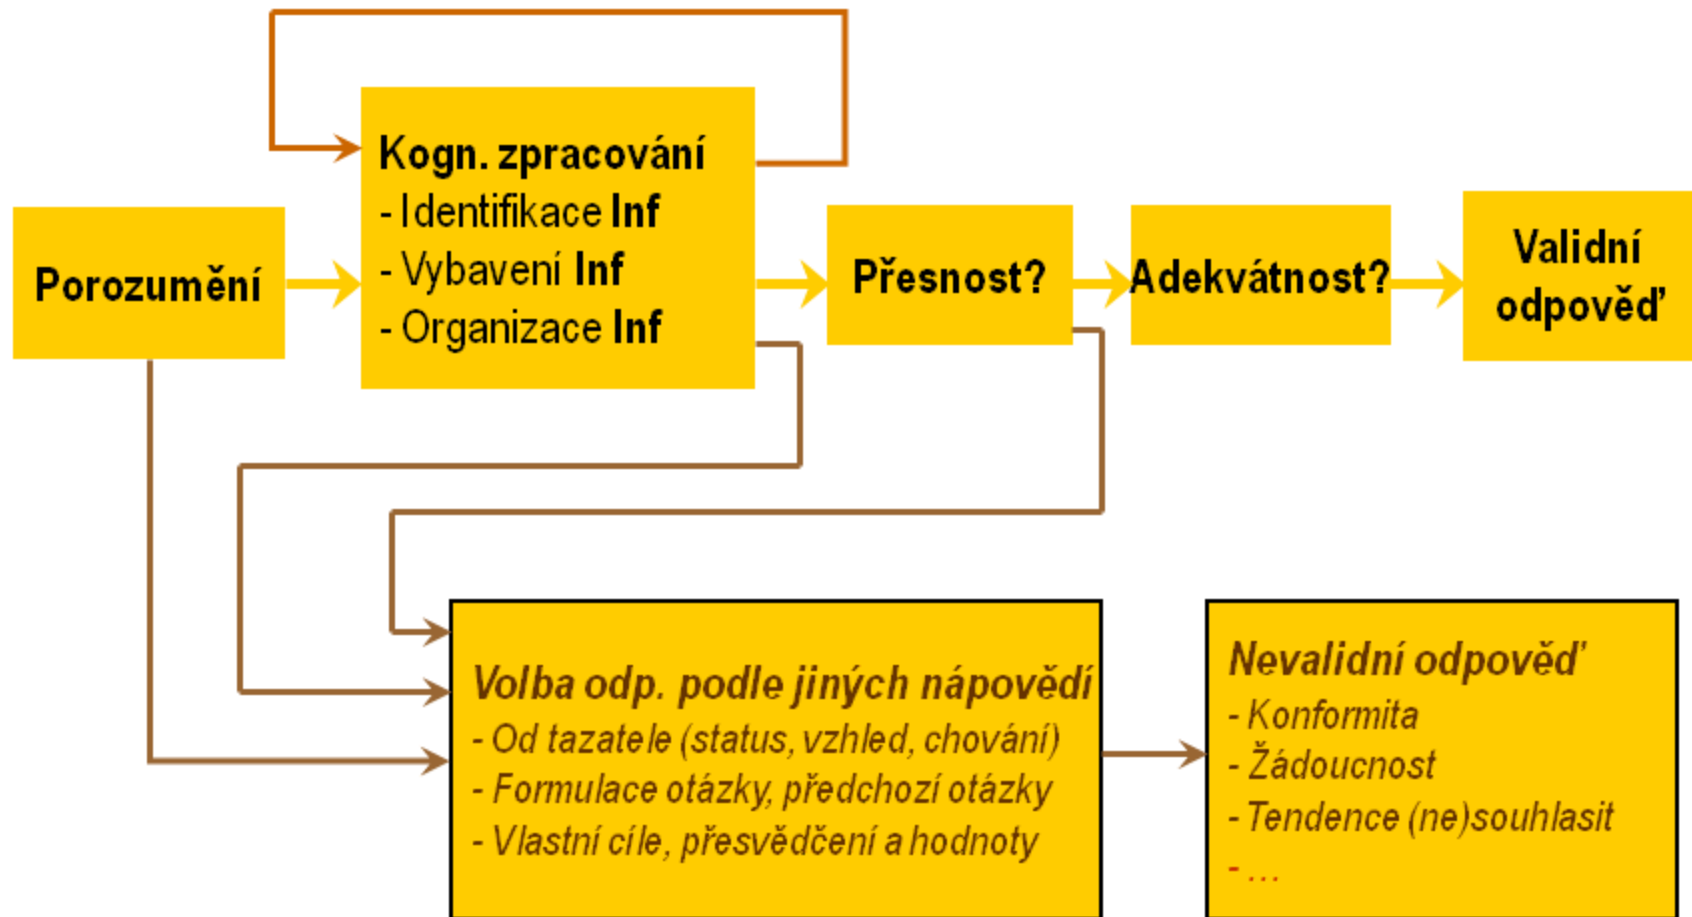 Kogn. zpracování
- Identifikace Inf
- Vybavení Inf
- Organizace Inf
Porozumění
Přesnost?
Adekvátnost?
Validní
odpověď
Volba odp. podle jiných nápovědí
- Od tazatele (status, vzhled, chování)
- Formulace otázky, předchozí otázky
- Vlastní cíle, přesvědčení a hodnoty
Nevalidní odpověď
- Konformita
- Žádoucnost
- Tendence (ne)souhlasit
- ...